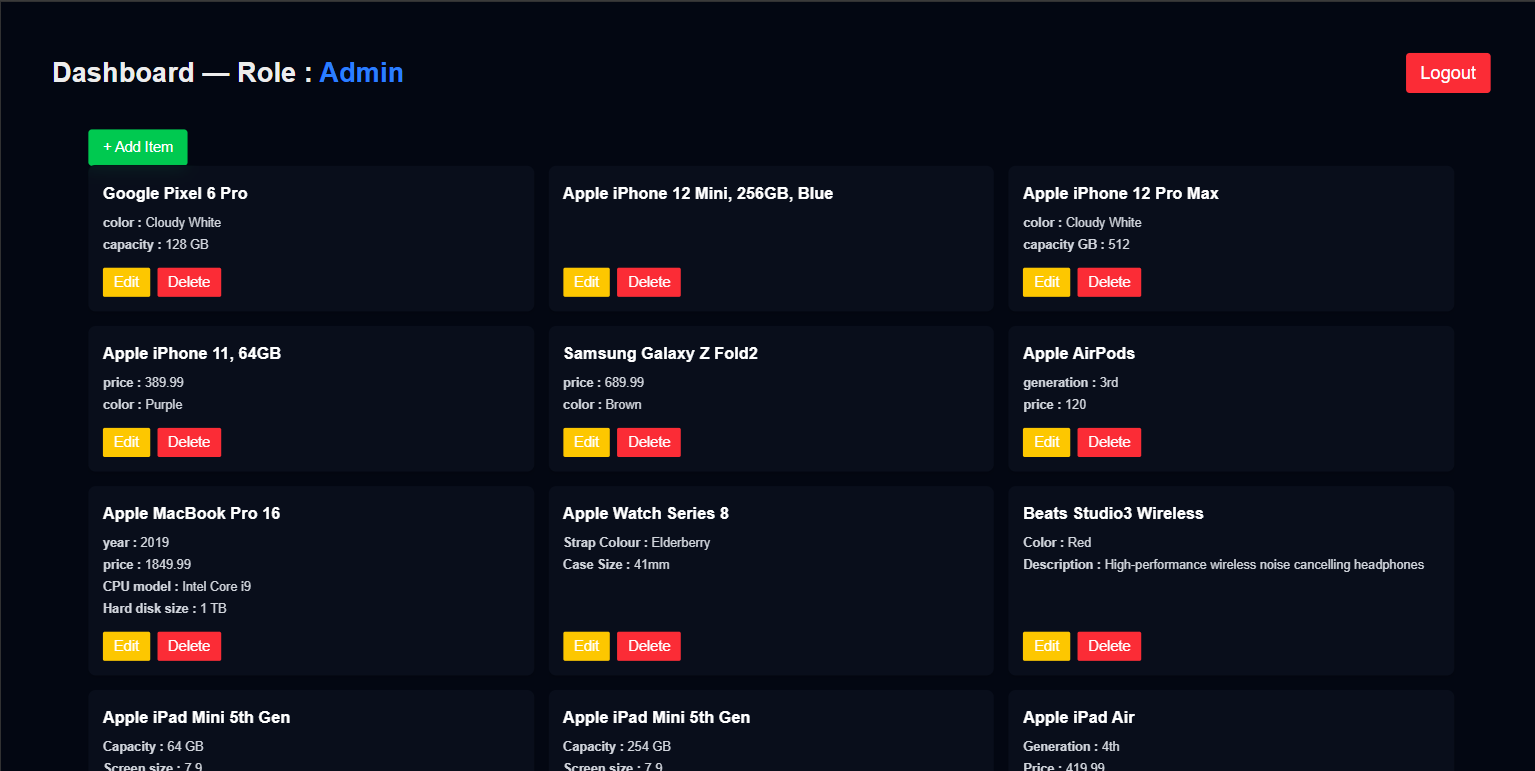 Dashboard — Role : Admin
Logout
+ Add Item
Google Pixel 6 Pro
color : Cloudy White
capacity : 128 GB
Edit Delete
Apple iPhone 12 Mini, 256GB, Blue
Edit Delete
Apple iPhone 12 Pro Max
color : Cloudy White
capacity GB : 512
Edit Delete
Apple iPhone 11, 64GB
price : 389.99
color : Purple
Edit Delete
Samsung Galaxy Z Fold2
price : 689.99
color : Brown
Edit Delete
Apple AirPods
generation : 3rd
price : 120
Edit Delete
Apple MacBook Pro 16
year : 2019
price : 1849.99
CPU model : Intel Core i9
Hard disk size : 1 TB
Edit Delete
Apple Watch Series 8
Strap Colour : Elderberry
Case Size : 41mm
Edit Delete
Beats Studio3 Wireless
Color : Red
Description : High-performance wireless noise cancelling headphones
Edit Delete
Apple iPad Mini 5th Gen
Capacity : 64 GB
Screen size : 7.9
Apple iPad Mini 5th Gen
Capacity : 254 GB
Screen size : 7.9
Apple iPad Air
Generation : 4th
Price : 419.99